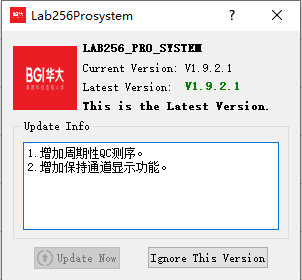 Lab256Prosystem
BGI华大
LAB256_PRO_SYSTEM
Current Version: V1.9.2.1
Latest Version: V1.9.2.1
This is the Latest Version.
Update Info
1.增加周期性QC测序。
2.增加保持通道显示功能。
Update Now
Ignore This Version